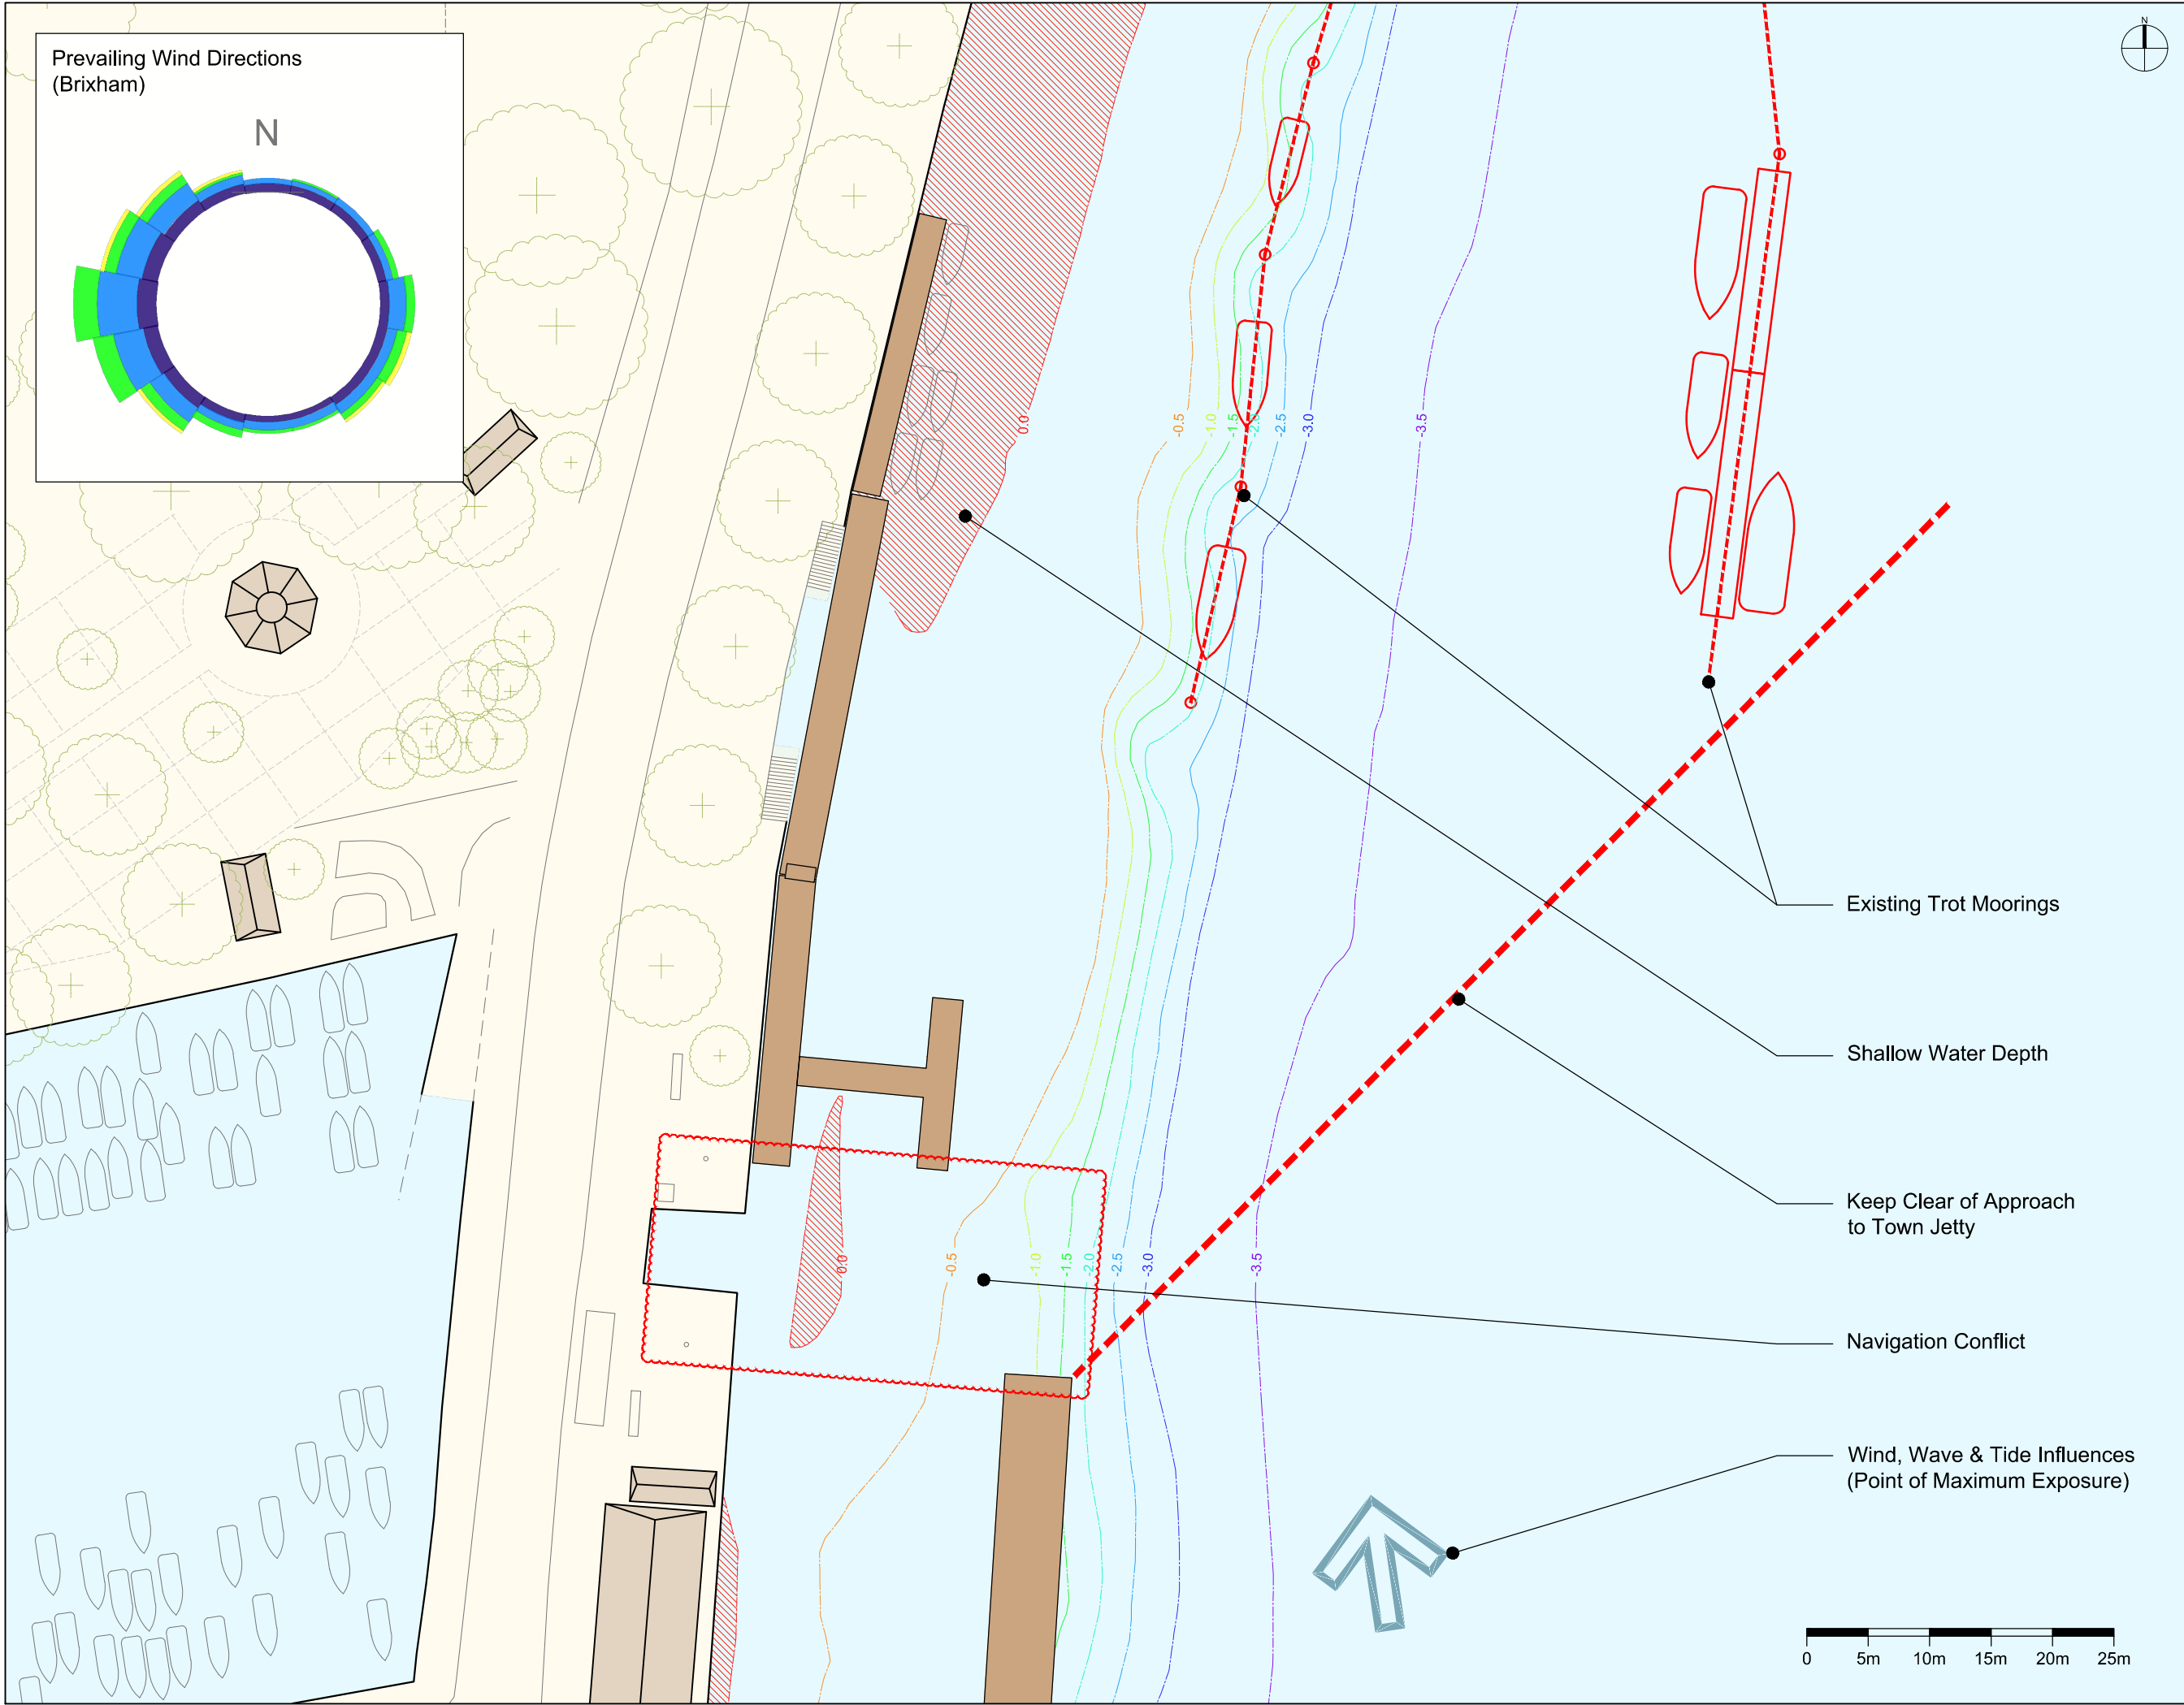 Prevailing Wind Directions
(Brixham)
N
N
0.0
-0.5
-1.0
-1.5
-2.0
-2.5
-3.0
-3.5
Existing Trot Moorings
Shallow Water Depth
Keep Clear of Approach
to Town Jetty
0.0
-0.5
-1.0
-1.5
-2.0
-2.5
-3.0
-3.5
Navigation Conflict
Wind, Wave & Tide Influences
(Point of Maximum Exposure)
0 5m 10m 15m 20m 25m